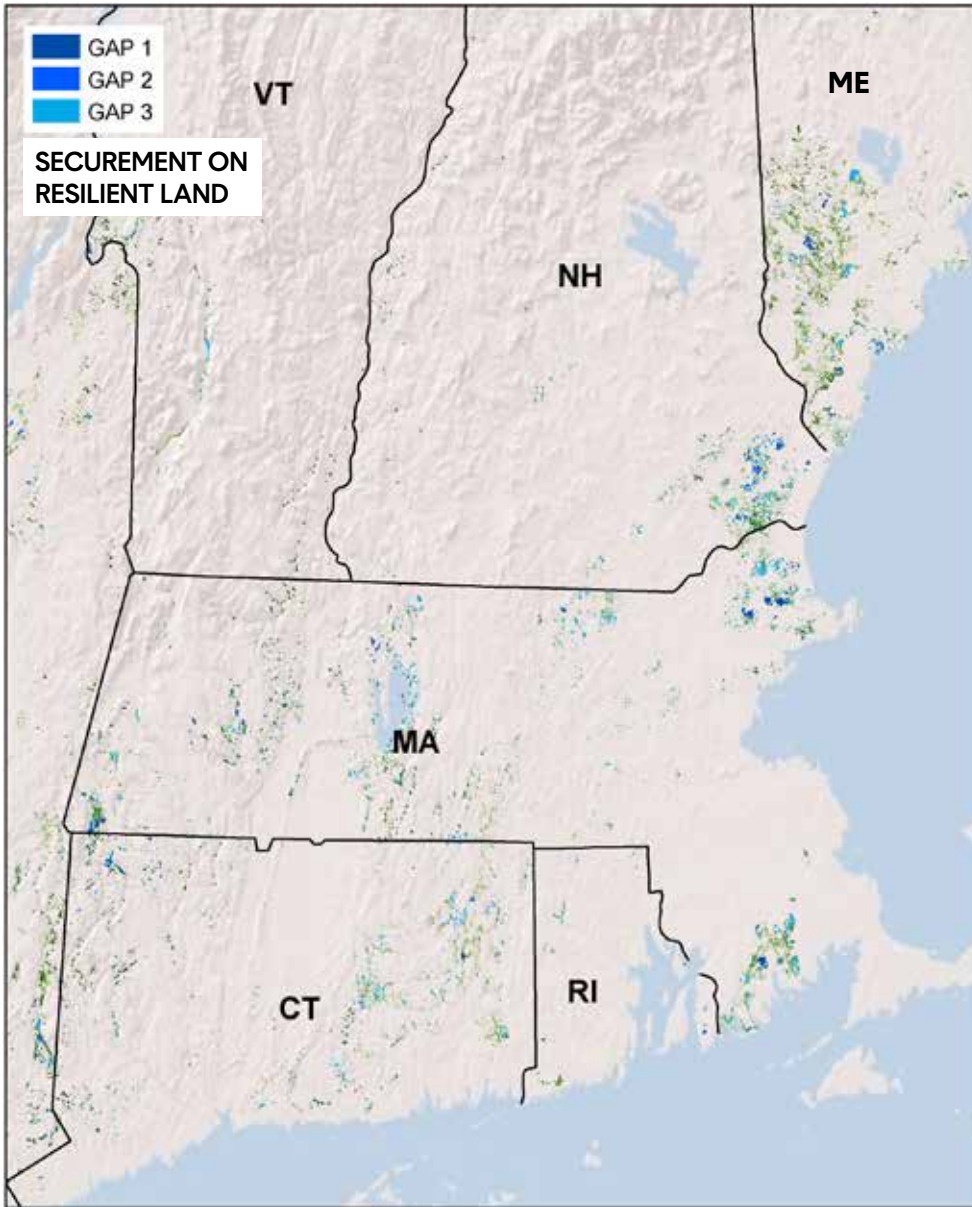 GAP 1
GAP 2
GAP 3
SECUREMENT ON
RESILIENT LAND
VT
ME
NH
MA
CT
RI